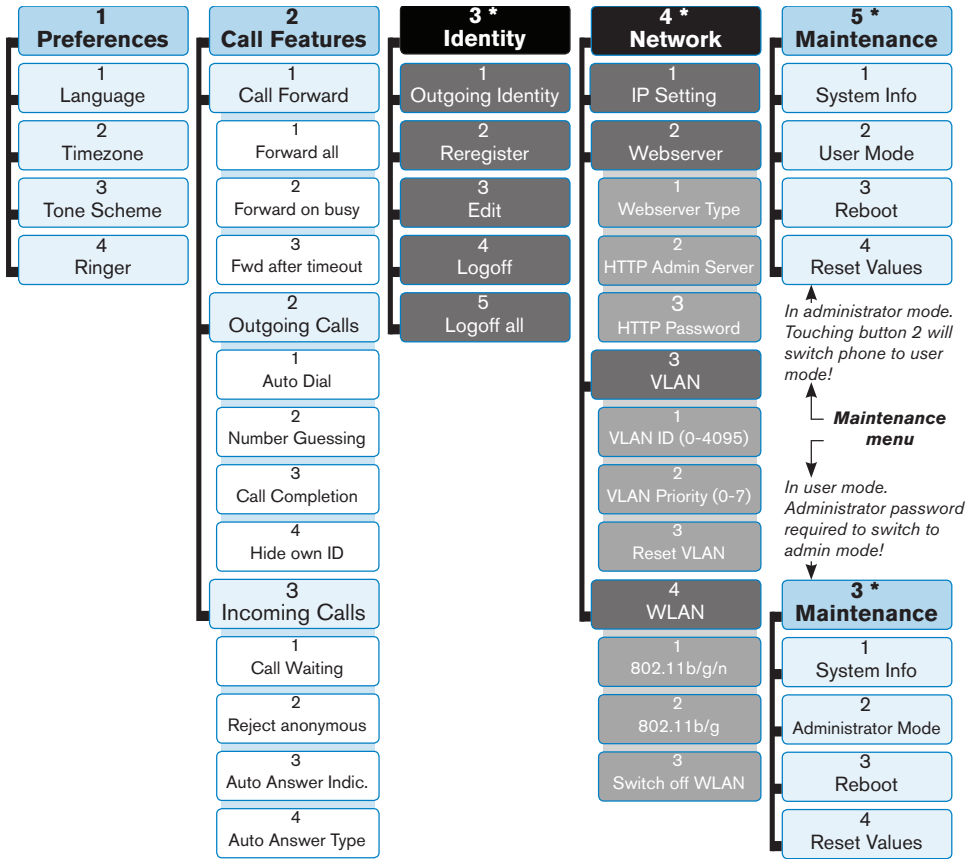 1
Preferences
1
Language
2
Timezone
3
Tone Scheme
4
Ringer
2
Call Features
1
Call Forward
1
Forward all
2
Forward on busy
3
Fwd after timeout
2
Outgoing Calls
1
Auto Dial
2
Number Guessing
3
Call Completion
4
Hide own ID
3
Incoming Calls
1
Call Waiting
2
Reject anonymous
3
Auto Answer Indic.
4
Auto Answer Type
3 *
Identity
1
Outgoing Identity
2
Reregister
3
Edit
4
Logoff
5
Logoff all
4 *
Network
1
IP Setting
2
Webserver
1
Webserver Type
2
HTTP Admin Server
3
HTTP Password
3
VLAN
1
VLAN ID (0-4095)
2
VLAN Priority (0-7)
3
Reset VLAN
4
WLAN
1
802.11b/g/n
2
802.11b/g
3
Switch off WLAN
5 *
Maintenance
1
System Info
2
User Mode
3
Reboot
4
Reset Values
In administrator mode.
Touching button 2 will
switch phone to user
mode!
Maintenance
menu
In user mode.
Administrator password
required to switch to
admin mode!
3 *
Maintenance
1
System Info
2
Administrator Mode
3
Reboot
4
Reset Values